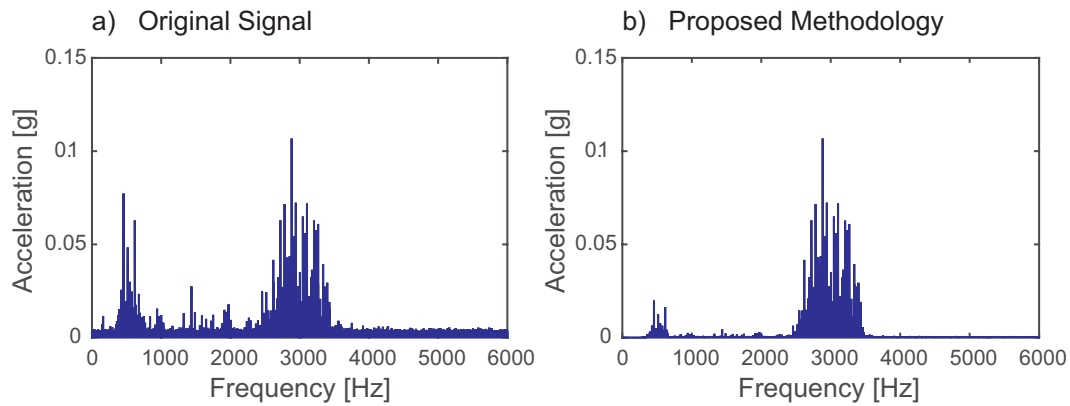 a) Original Signal
0.15
0.1
0.05
0
Acceleration [g]
0 1000 2000 3000 4000 5000 6000
Frequency [Hz]
b) Proposed Methodology
0.15
0.1
0.05
0
Acceleration [g]
0 1000 2000 3000 4000 5000 6000
Frequency [Hz]